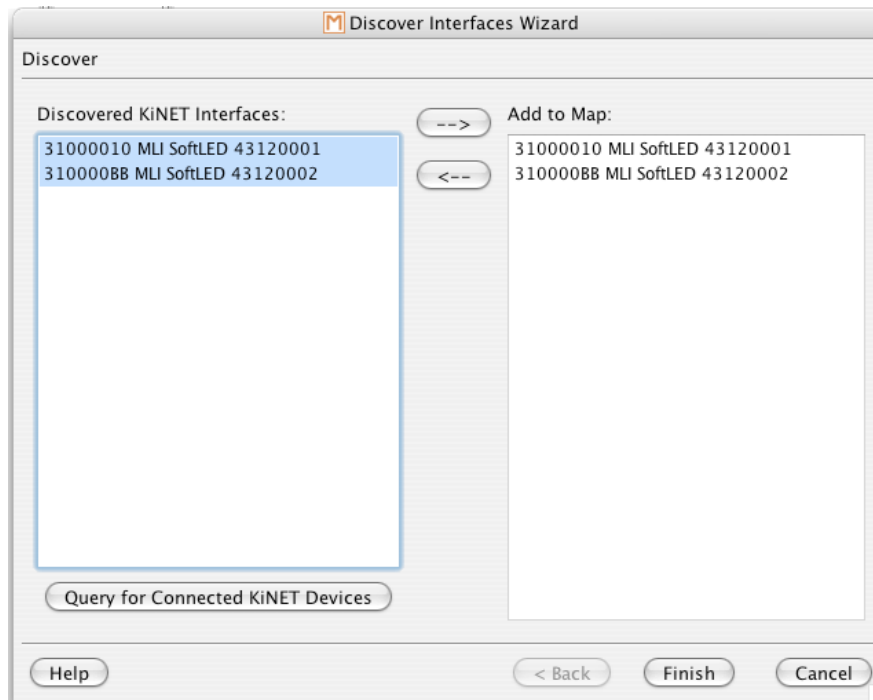 Discover Interfaces Wizard
Discover
Discovered KiNET Interfaces:
31000010 MLI SoftLED 43120001
310000BB MLI SoftLED 43120002
-->
<--
Add to Map:
31000010 MLI SoftLED 43120001
310000BB MLI SoftLED 43120002
Query for Connected KiNET Devices
Help
< Back
Finish
Cancel